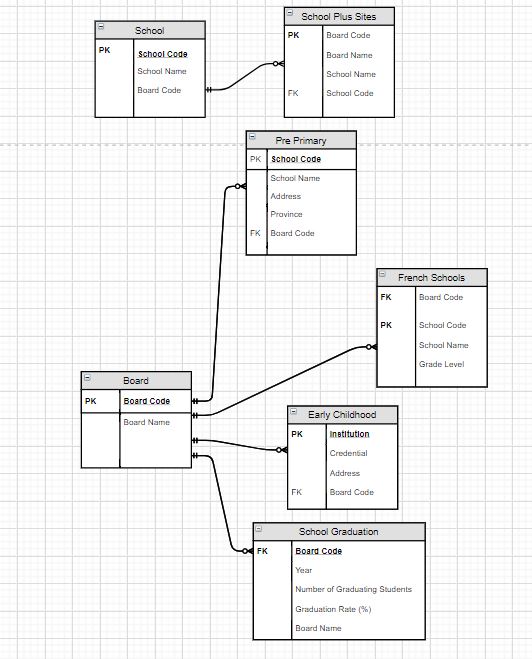 School
PK School Code
School Name
Board Code
School Plus Sites
PK Board Code
Board Name
School Name
FK School Code
Pre Primary
PK School Code
School Name
Address
Province
FK Board Code
French Schools
FK Board Code
PK School Code
School Name
Grade Level
Board
PK Board Code
Board Name
Early Childhood
PK Institution
Credential
Address
FK Board Code
School Graduation
FK Board Code
Year
Number of Graduating Students
Graduation Rate (%)
Board Name